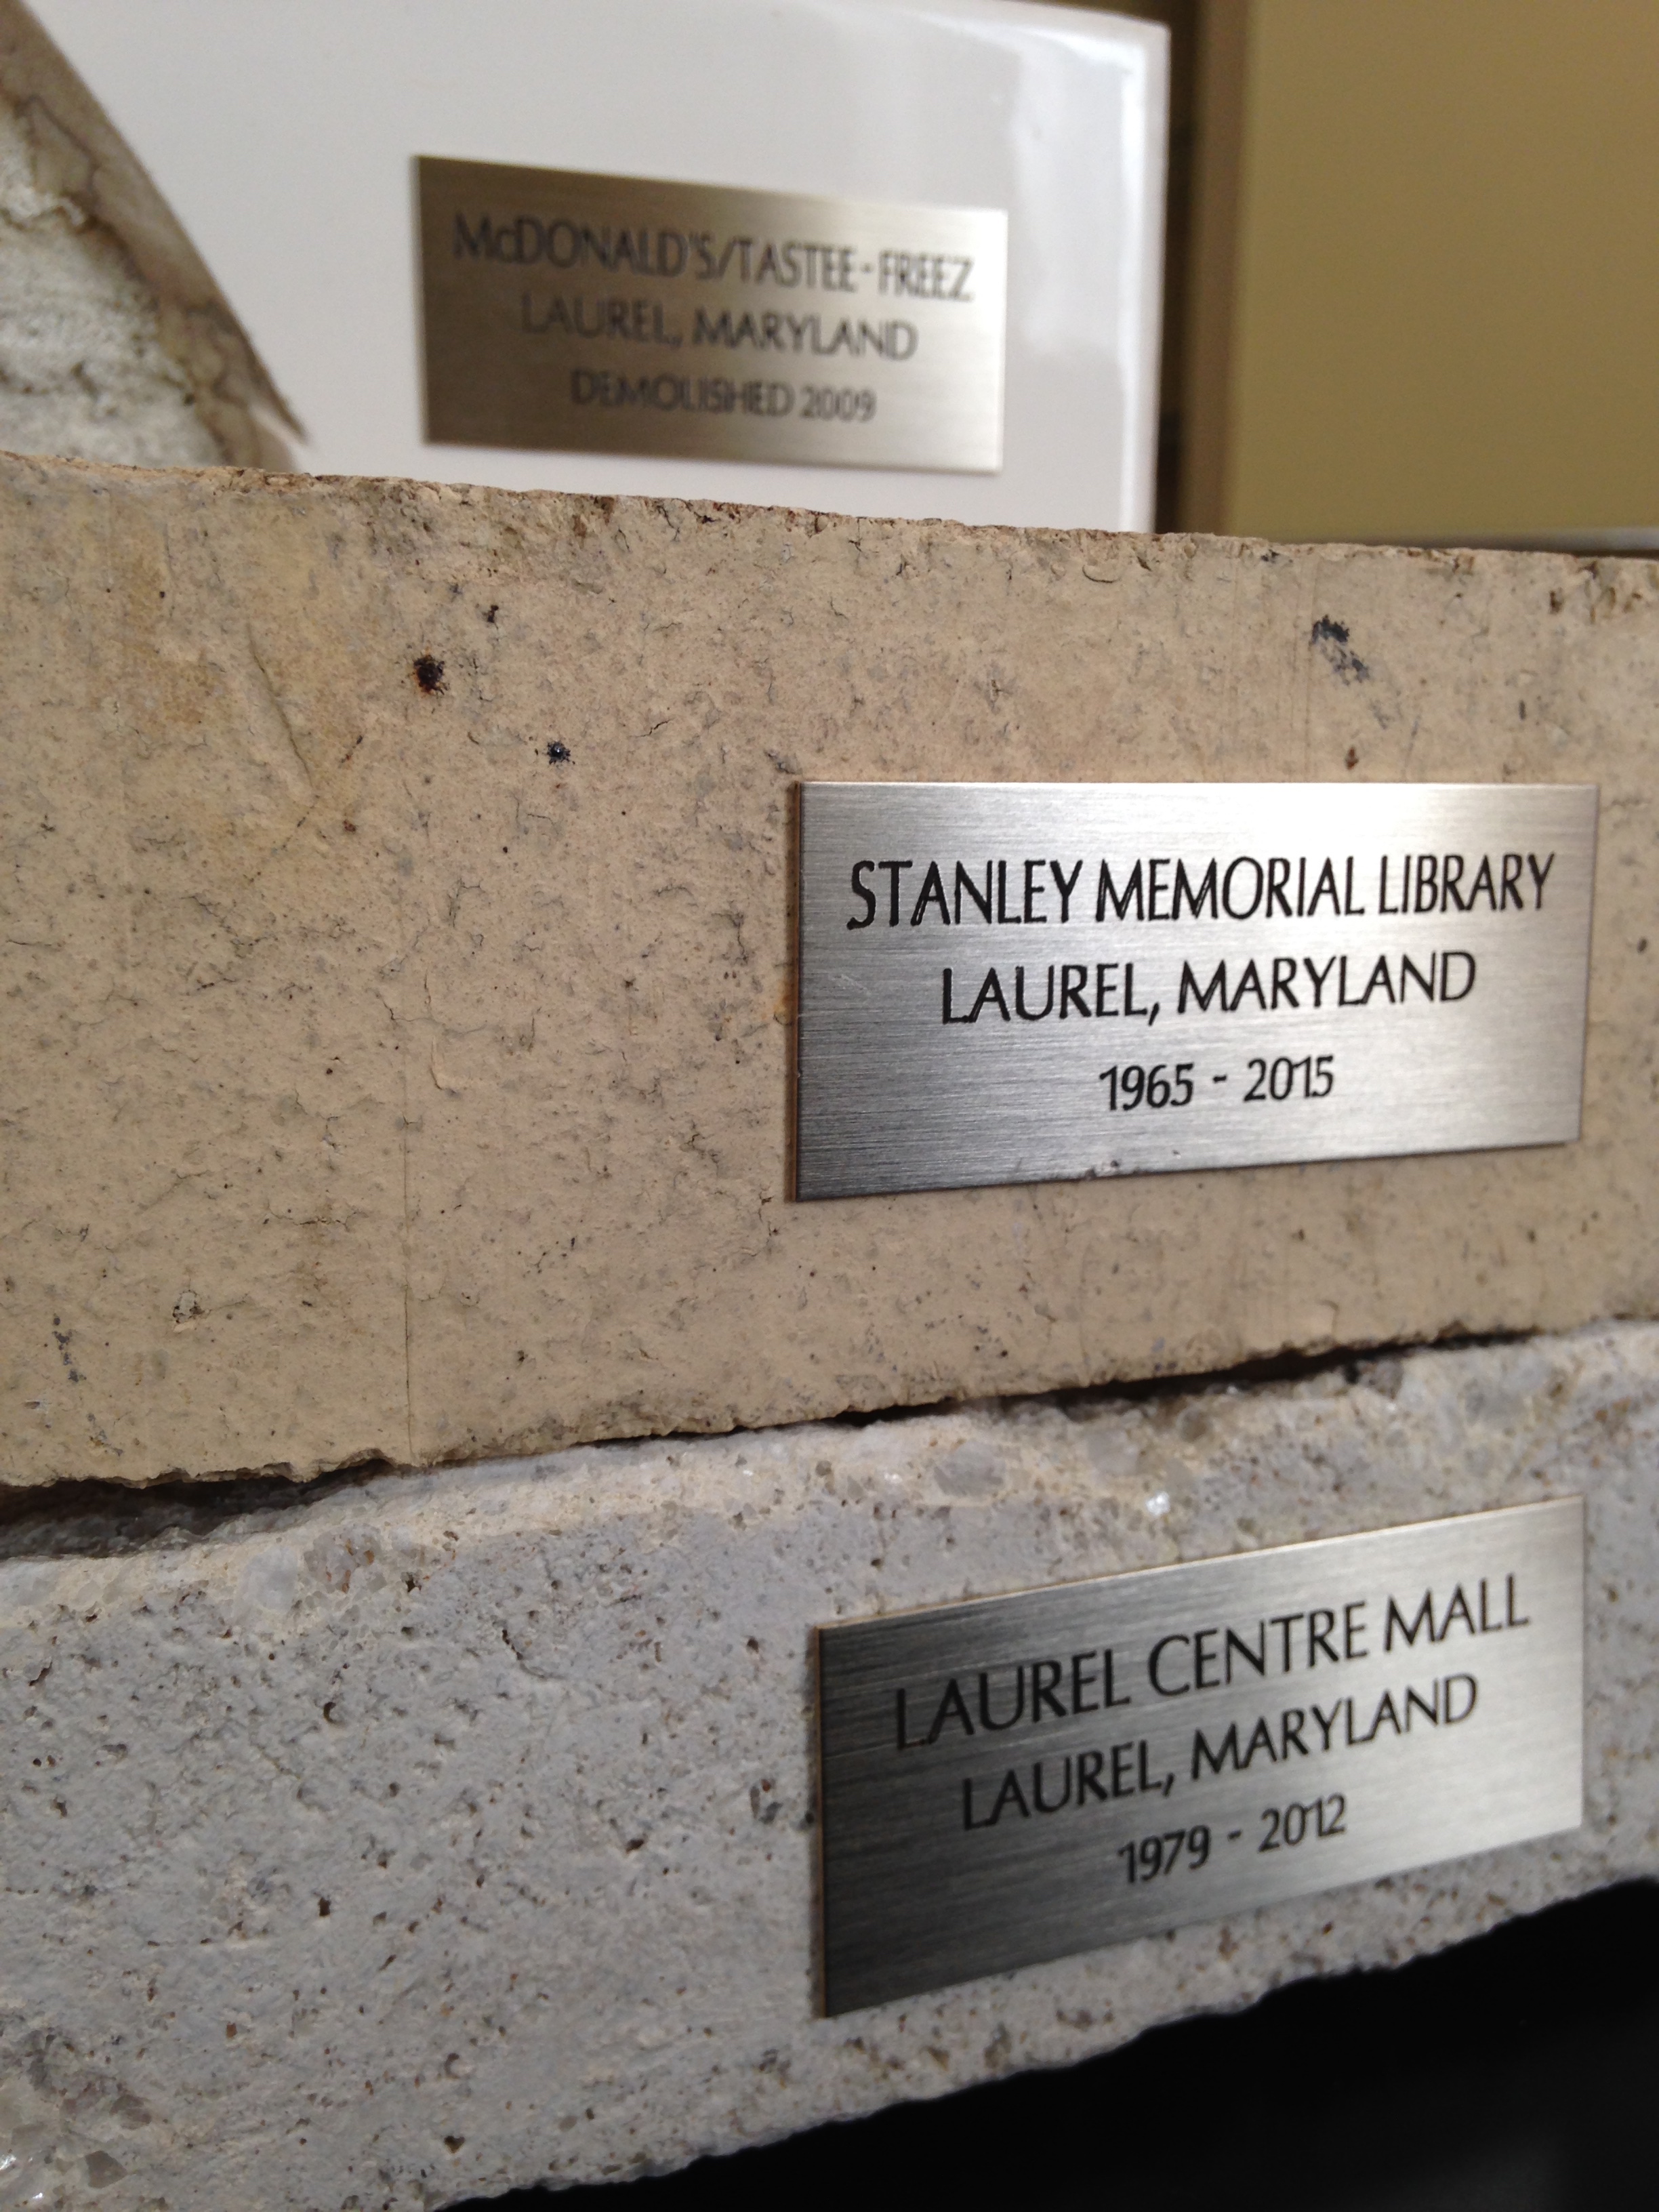 McDONALD'S/TASTEE-FREEZ
LAUREL, MARYLAND
DEMOLISHED 2009
STANLEY MEMORIAL LIBRARY
LAUREL, MARYLAND
1965 - 2015
LAUREL CENTRE MALL
LAUREL, MARYLAND
1979 - 2012